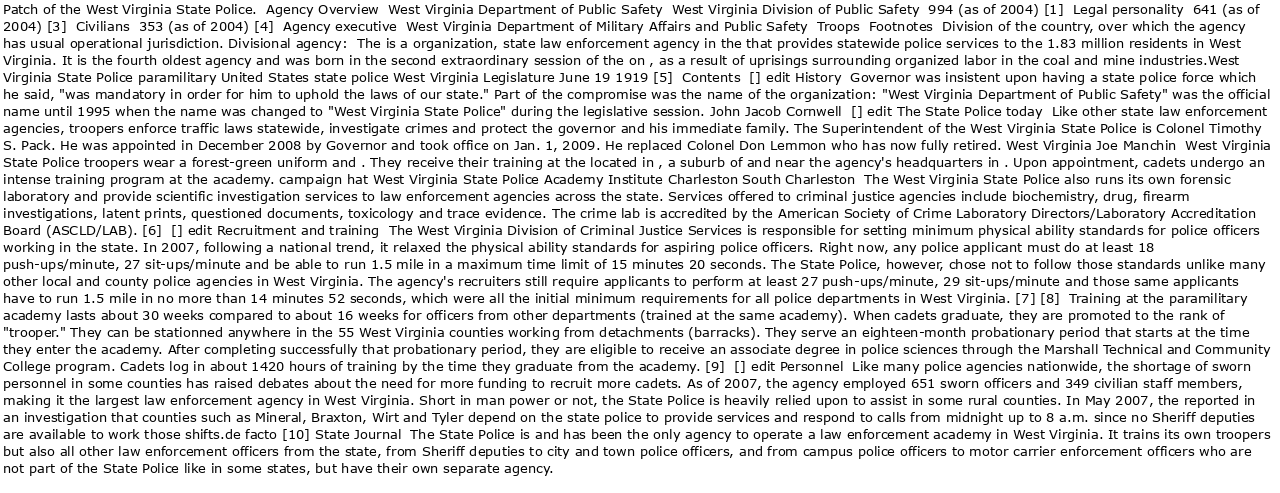 Patch of the West Virginia State Police.  Agency Overview  West Virginia Department of Public Safety  West Virginia Division of Public Safety  994 (as of 2004) [1]  Legal personality  641 (as of
2004) [3]  Civilians  353 (as of 2004) [4]  Agency executive  West Virginia Department of Military Affairs and Public Safety  Troops  Footnotes  Division of the country, over which the agency
has usual operational jurisdiction. Divisional agency:  The is a organization, state law enforcement agency in the that provides statewide police services to the 1.83 million residents in West
Virginia. It is the fourth oldest agency and was born in the second extraordinary session of the on , as a result of uprisings surrounding organized labor in the coal and mine industries.West
Virginia State Police paramilitary United States state police West Virginia Legislature June 19 1919 [5]  Contents  [] edit History  Governor was insistent upon having a state police force which
he said, "was mandatory in order for him to uphold the laws of our state." Part of the compromise was the name of the organization: "West Virginia Department of Public Safety" was the official
name until 1995 when the name was changed to "West Virginia State Police" during the legislative session. John Jacob Cornwell  [] edit The State Police today  Like other state law enforcement
agencies, troopers enforce traffic laws statewide, investigate crimes and protect the governor and his immediate family. The Superintendent of the West Virginia State Police is Colonel Timothy
S. Pack. He was appointed in December 2008 by Governor and took office on Jan. 1, 2009. He replaced Colonel Don Lemmon who has now fully retired. West Virginia Joe Manchin  West Virginia
State Police troopers wear a forest-green uniform and . They receive their training at the located in , a suburb of and near the agency's headquarters in . Upon appointment, cadets undergo an
intense training program at the academy. campaign hat West Virginia State Police Academy Institute Charleston South Charleston  The West Virginia State Police also runs its own forensic
laboratory and provide scientific investigation services to law enforcement agencies across the state. Services offered to criminal justice agencies include biochemistry, drug, firearm
investigations, latent prints, questioned documents, toxicology and trace evidence. The crime lab is accredited by the American Society of Crime Laboratory Directors/Laboratory Accreditation
Board (ASCLD/LAB). [6]  [] edit Recruitment and training  The West Virginia Division of Criminal Justice Services is responsible for setting minimum physical ability standards for police officers
working in the state. In 2007, following a national trend, it relaxed the physical ability standards for aspiring police officers. Right now, any police applicant must do at least 18
push-ups/minute, 27 sit-ups/minute and be able to run 1.5 mile in a maximum time limit of 15 minutes 20 seconds. The State Police, however, chose not to follow those standards unlike many
other local and county police agencies in West Virginia. The agency's recruiters still require applicants to perform at least 27 push-ups/minute, 29 sit-ups/minute and those same applicants
have to run 1.5 mile in no more than 14 minutes 52 seconds, which were all the initial minimum requirements for all police departments in West Virginia. [7] [8]  Training at the paramilitary
academy lasts about 30 weeks compared to about 16 weeks for officers from other departments (trained at the same academy). When cadets graduate, they are promoted to the rank of
"trooper." They can be stationned anywhere in the 55 West Virginia counties working from detachments (barracks). They serve an eighteen-month probationary period that starts at the time
they enter the academy. After completing successfully that probationary period, they are eligible to receive an associate degree in police sciences through the Marshall Technical and Community
College program. Cadets log in about 1420 hours of training by the time they graduate from the academy. [9]  [] edit Personnel  Like many police agencies nationwide, the shortage of sworn
personnel in some counties has raised debates about the need for more funding to recruit more cadets. As of 2007, the agency employed 651 sworn officers and 349 civilian staff members,
making it the largest law enforcement agency in West Virginia. Short in man power or not, the State Police is heavily relied upon to assist in some rural counties. In May 2007, the reported in
an investigation that counties such as Mineral, Braxton, Wirt and Tyler depend on the state police to provide services and respond to calls from midnight up to 8 a.m. since no Sheriff deputies
are available to work those shifts.de facto [10] State Journal  The State Police is and has been the only agency to operate a law enforcement academy in West Virginia. It trains its own troopers
but also all other law enforcement officers from the state, from Sheriff deputies to city and town police officers, and from campus police officers to motor carrier enforcement officers who are
not part of the State Police like in some states, but have their own separate agency.